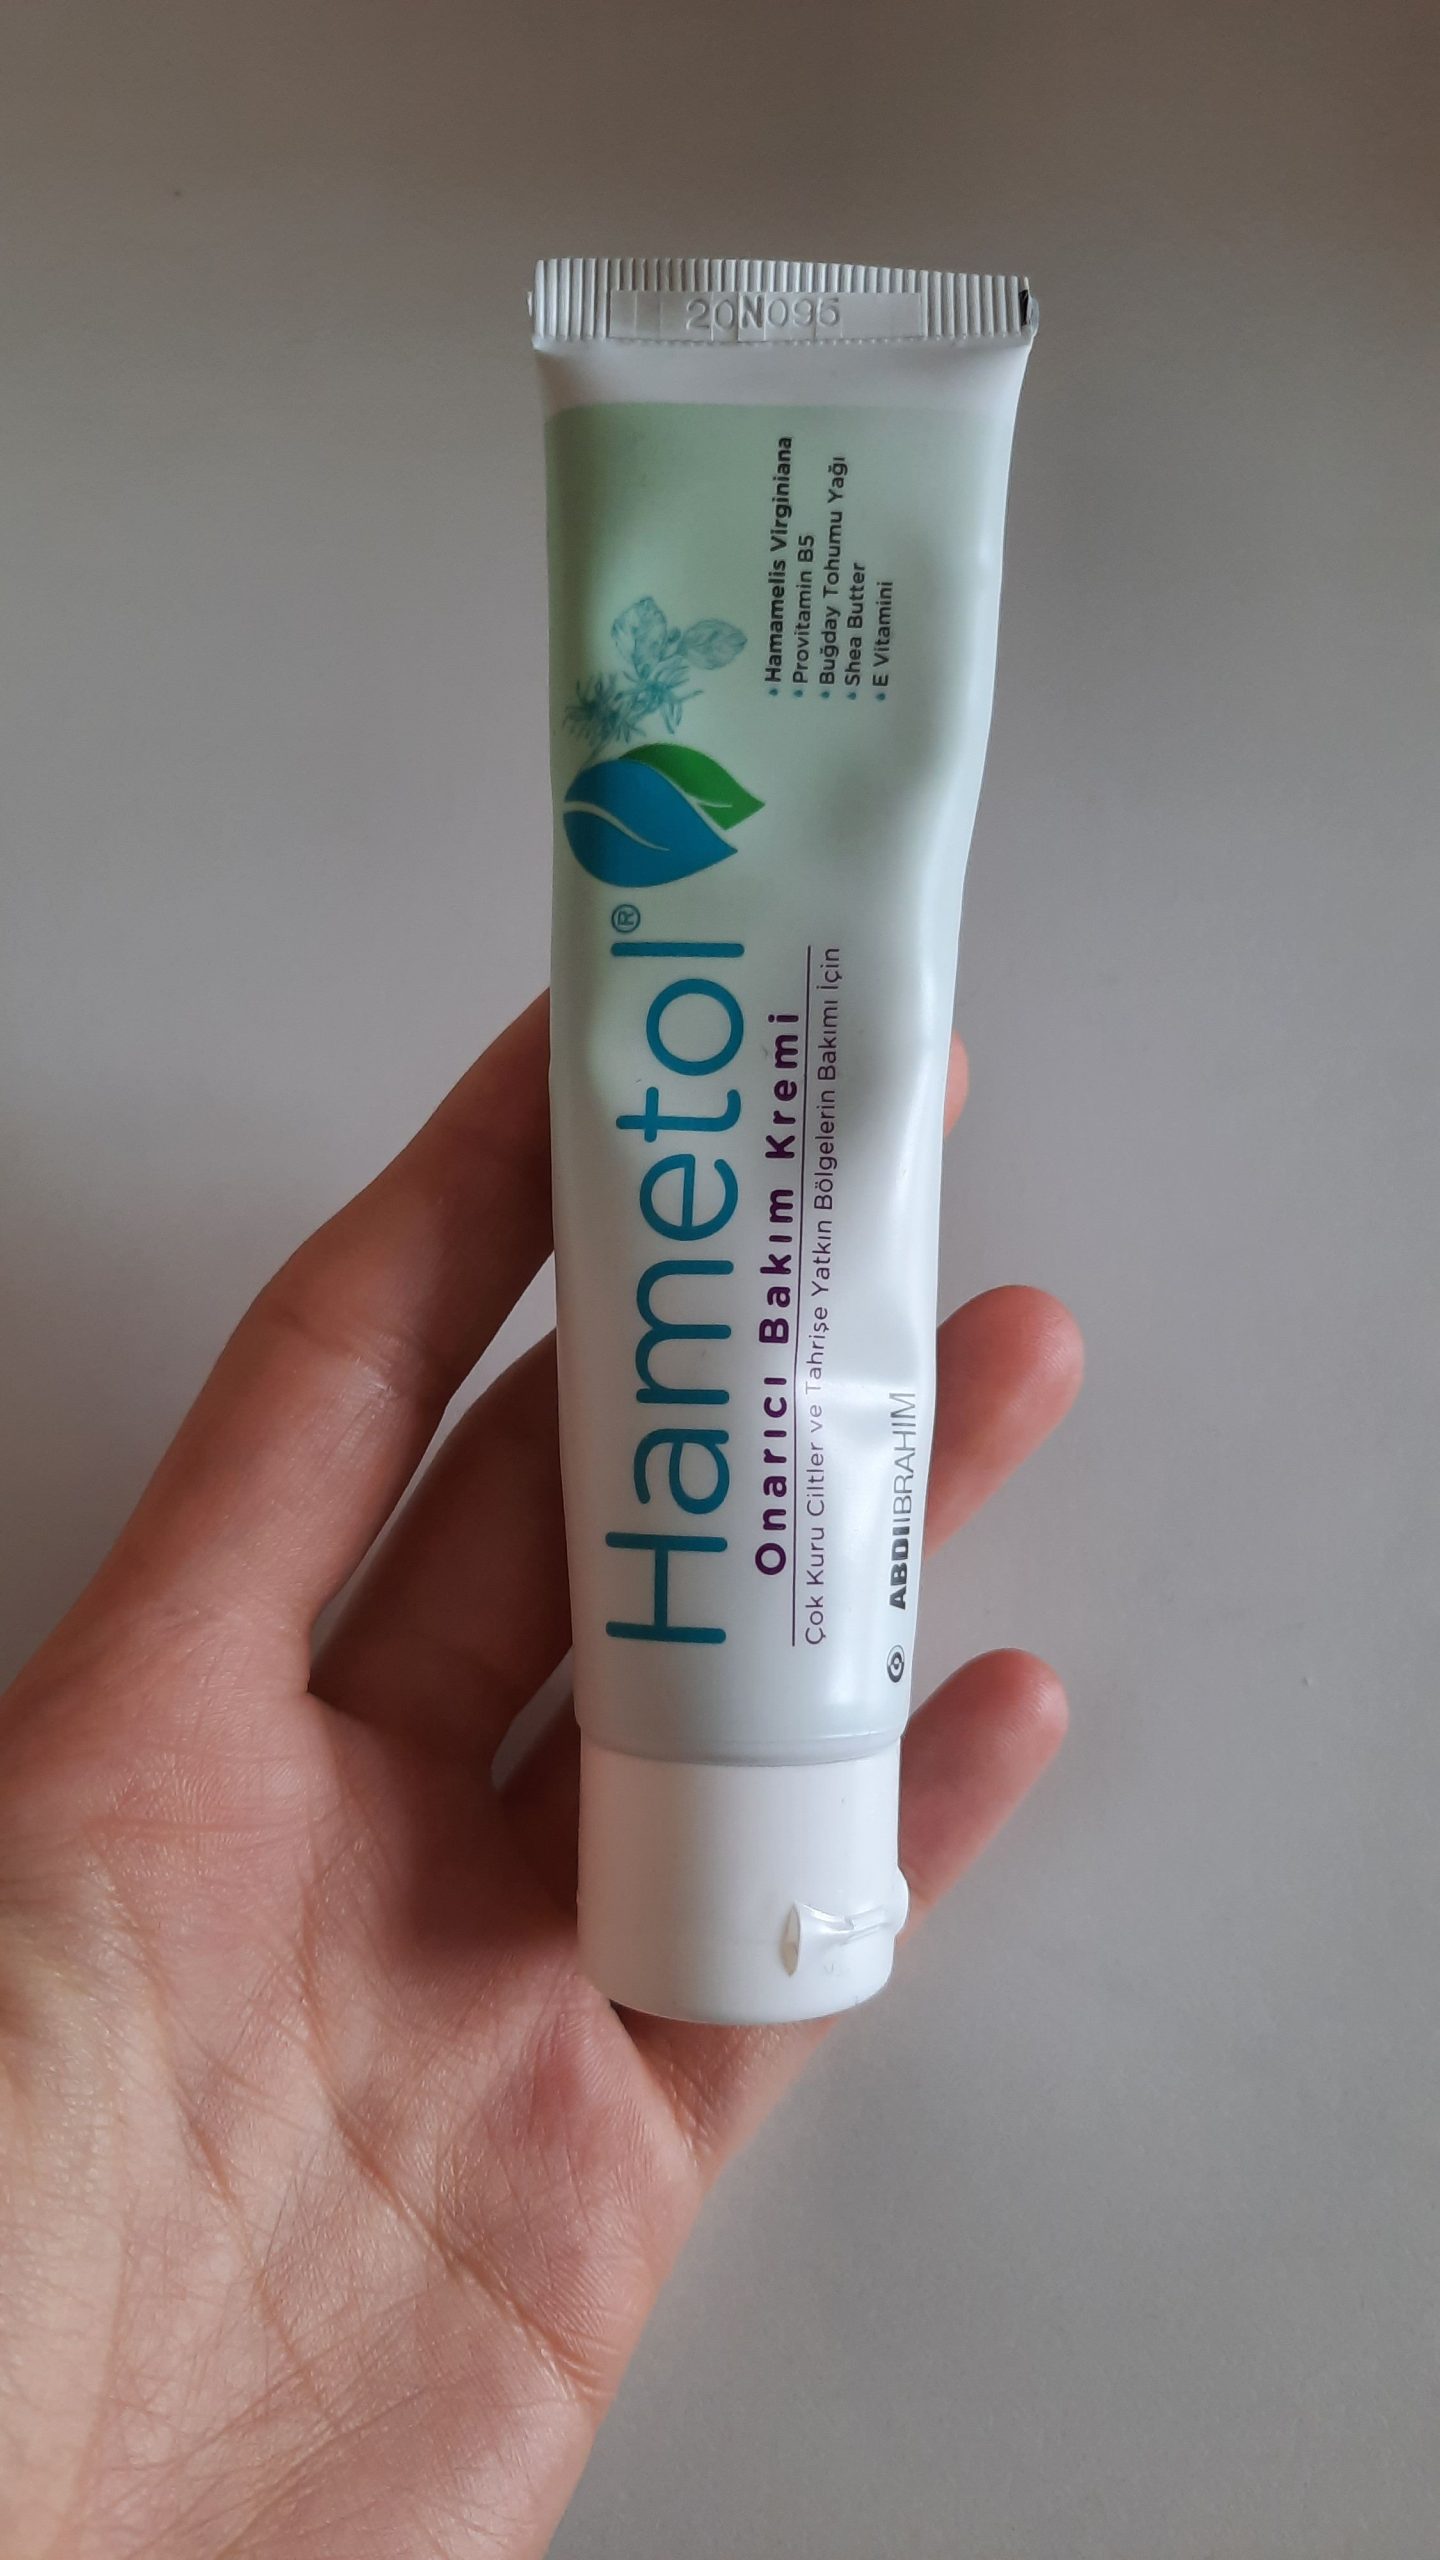 20N095
Hametol®
Onarıcı Bakım Kremi
Çok Kuru Ciltler ve Tahrişe Yatkın Bölgelerin Bakımı İçin
Hamamelis Virginiana
Provitamin B5
Buğday Tohumu Yağı
Shea Butter
E Vitamini
ABDİİBRAHİM